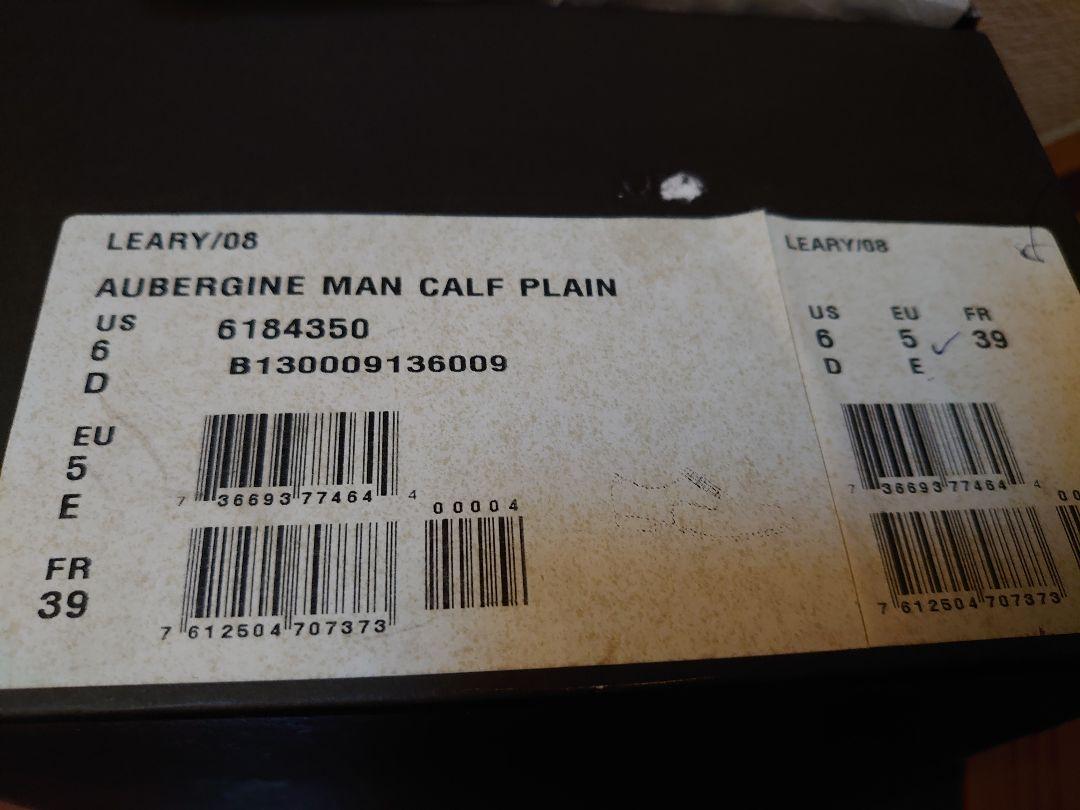 LEARY/08
AUBERGINE MAN CALF PLAIN
US
6
D
6184350
B130009136009
EU
5
E
FR
39
7 36693 77464 4
00004
7 612504 707373
LEARY/08
US EU FR
6 5 39
D E
7 36693 77464 4
00
7 612504 707373